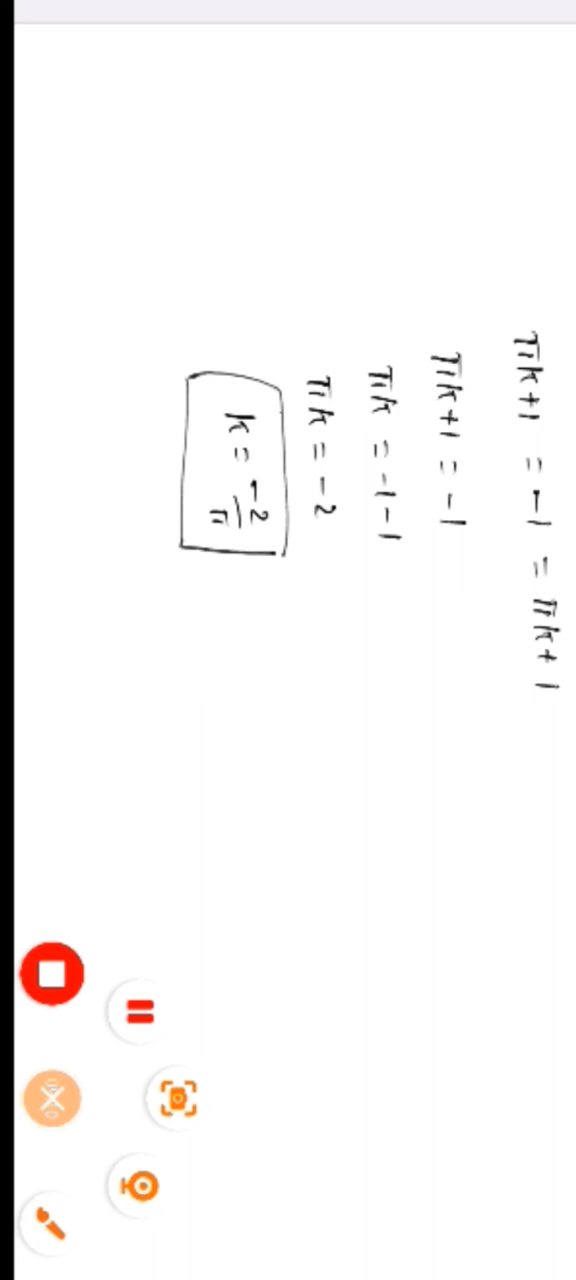 πk+1 = -1 = πk+1
πk+1 = -1
πk = -1-1
πk = -2
k = -2/π